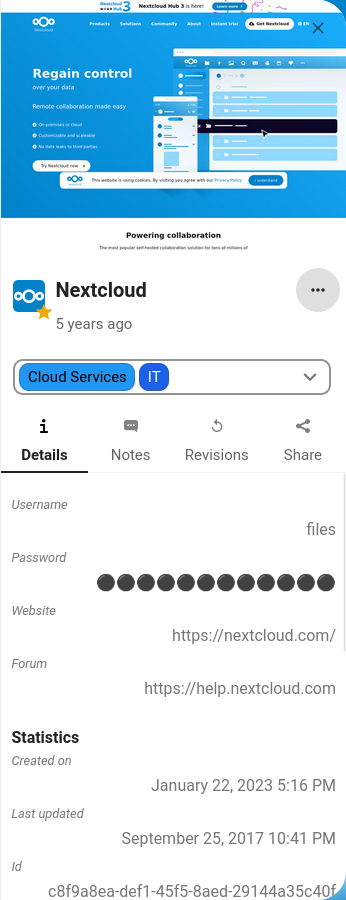 Nextcloud Hub 3
Nextcloud Hub 3 is here!
Learn more
Nextcloud
Products
Solutions
Community
About
Instant trial
Get Nextcloud
EN
Regain control
over your data
Remote collaboration made easy
On-premises or cloud
Customizable and scaleable
No data leaks to third parties
Try Nextcloud now
This website is using cookies. By visiting you agree with our Privacy Policy.
I understand
Powering collaboration
The most popular self-hosted collaboration solution for tens of millions of
Nextcloud
5 years ago
Cloud Services
IT
Details
Notes
Revisions
Share
Username
files
Password
Website
https://nextcloud.com/
Forum
https://help.nextcloud.com
Statistics
Created on
January 22, 2023 5:16 PM
Last updated
September 25, 2017 10:41 PM
Id
c8f9a8ea-def1-45f5-8aed-29144a35c40f